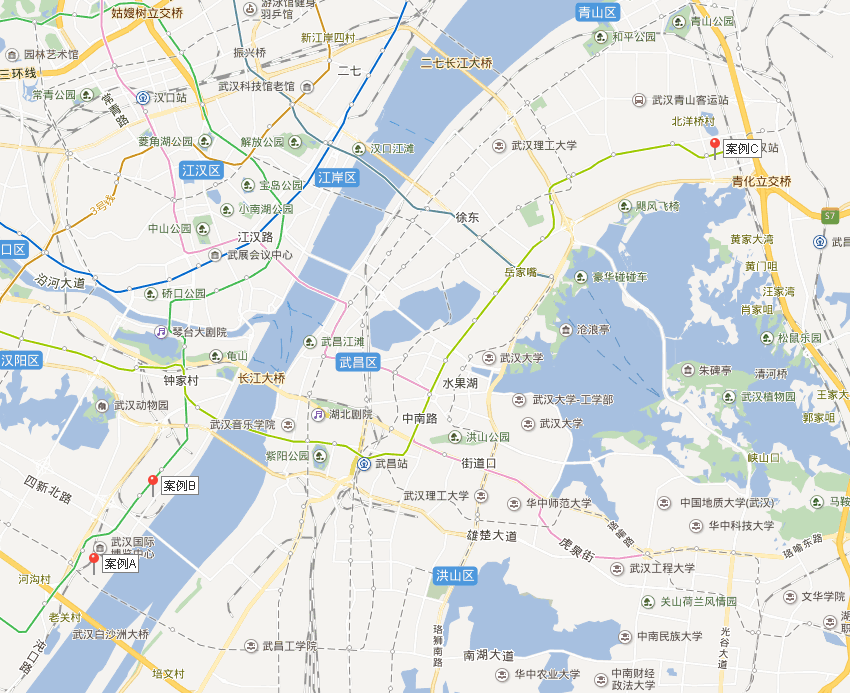 游泳馆健身
羽乒馆
青山区
姑嫂树立交桥
青山公园
新江岸四村
和平公园
园林艺术馆
振兴桥
二七长江大桥
二七
三环线
武汉科技馆老馆
常青公园
汉口站
常青路
武汉青山客运站
北洋桥村
菱角湖公园
解放公园
汉口江滩
武汉理工大学
案例C
汉站
江汉区
江岸区
宝岛公园
青化立交桥
3号线
小南湖公园
飓风飞椅
徐东
S7
中山公园
江汉路
黄家大湾
武昌
口区
武展会议中心
黄门咀
沿河大道
岳家嘴
豪华碰碰车
汪家湾
硚口公园
肖家咀
琴台大剧院
沧浪亭
松鼠乐园
武昌江滩
汉阳区
龟山
武昌区
武汉大学
朱碑亭
清河桥
钟家村
长江大桥
水果湖
王家大
武汉动物园
武汉大学-工学部
武汉植物园
湖北剧院
中南路
郭家咀
武汉音乐学院
武汉大学
洪山公园
紫阳公园
武昌站
街道口
峡山口
四新北路
案例B
武汉理工大学
华中师范大学
中国地质大学(武汉)
马鞍
华中科技大学
珞喻路
雄楚大道
武汉国际
博览中心
虎泉街
珞喻东路
案例A
武汉工程大学
河沟村
洪山区
文华学院
关山荷兰风情园
老关村
武汉白沙洲大桥
珞狮南路
中南民族大学
光谷大道
湖
职
武昌工学院
南湖大道
江口路
培文村
华中农业大学
中南财经
政法大学